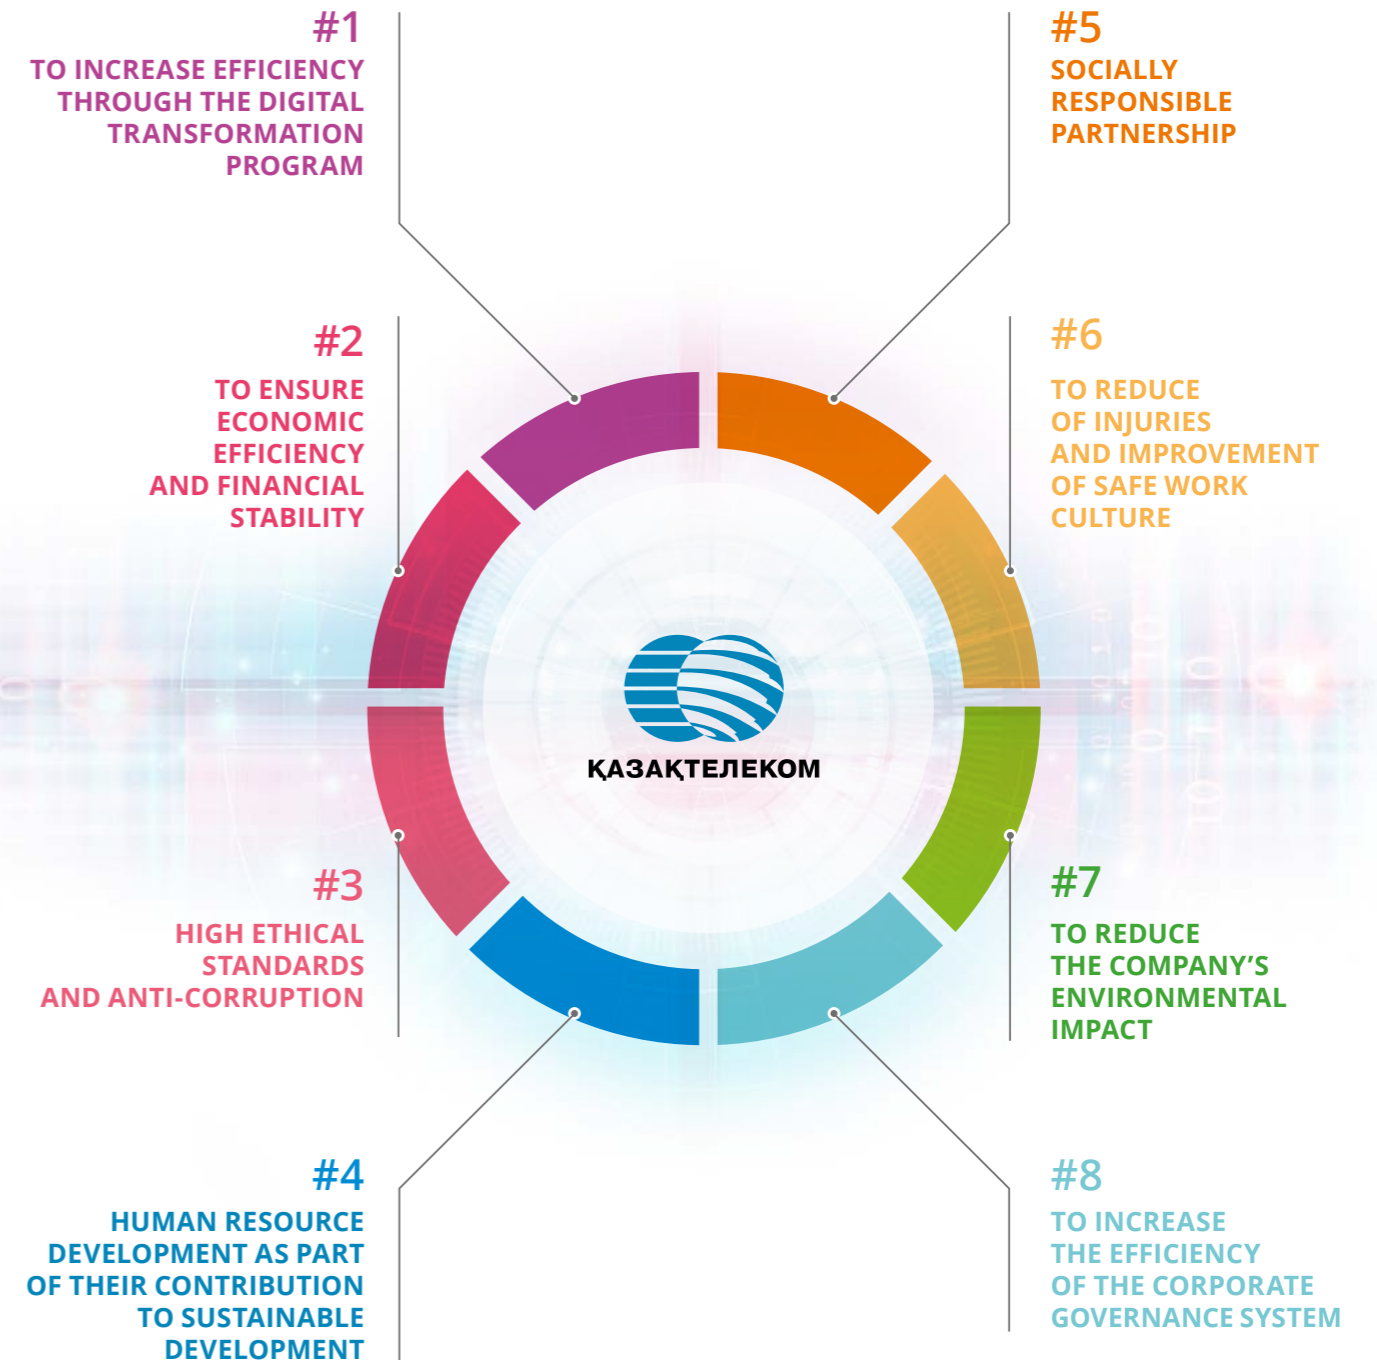 #1
TO INCREASE EFFICIENCY
THROUGH THE DIGITAL
TRANSFORMATION
PROGRAM
#2
TO ENSURE
ECONOMIC
EFFICIENCY
AND FINANCIAL
STABILITY
#3
HIGH ETHICAL
STANDARDS
AND ANTI-CORRUPTION
#4
HUMAN RESOURCE
DEVELOPMENT AS PART
OF THEIR CONTRIBUTION
TO SUSTAINABLE
DEVELOPMENT
ҚАЗАҚТЕЛЕКОМ
#5
SOCIALLY
RESPONSIBLE
PARTNERSHIP
#6
TO REDUCE
OF INJURIES
AND IMPROVEMENT
OF SAFE WORK
CULTURE
#7
TO REDUCE
THE COMPANY’S
ENVIRONMENTAL
IMPACT
#8
TO INCREASE
THE EFFICIENCY
OF THE CORPORATE
GOVERNANCE SYSTEM